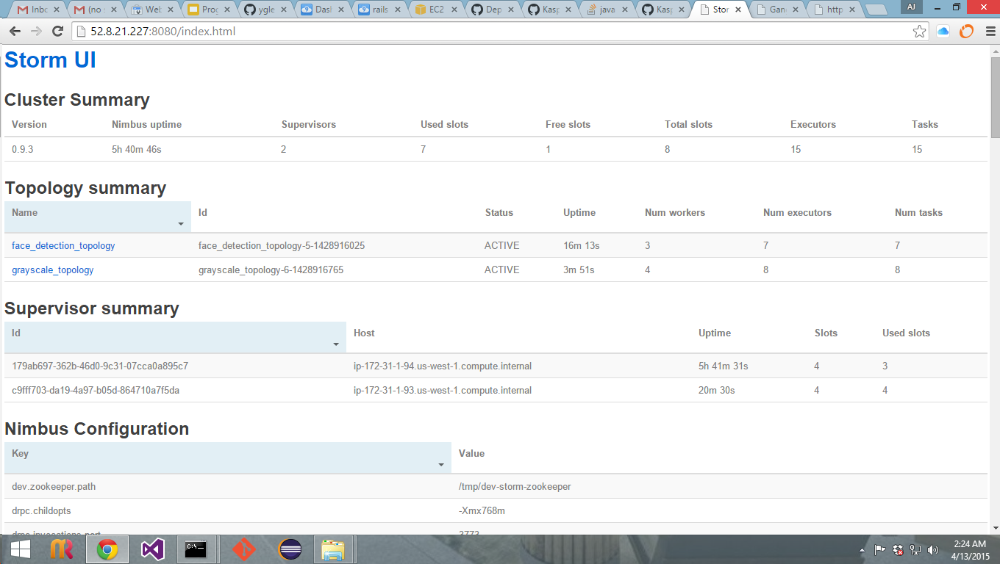 Inbo (no s Web Prog ygle Dash rails EC2 Dep Kasp java Kasp Stor Gan http AJ
52.8.21.227:8080/index.html
Storm UI
Cluster Summary
Version Nimbus uptime Supervisors Used slots Free slots Total slots Executors Tasks
0.9.3 5h 40m 46s 2 7 1 8 15 15
Topology summary
Name Id Status Uptime Num workers Num executors Num tasks
face_detection_topology face_detection_topology-5-1428916025 ACTIVE 16m 13s 3 7 7
grayscale_topology grayscale_topology-6-1428916765 ACTIVE 3m 51s 4 8 8
Supervisor summary
Id Host Uptime Slots Used slots
179ab697-362b-46d0-9c31-07cca0a895c7 ip-172-31-1-94.us-west-1.compute.internal 5h 41m 31s 4 3
c9fff703-da19-4a97-b05d-864710a7f5da ip-172-31-1-93.us-west-1.compute.internal 20m 30s 4 4
Nimbus Configuration
Key Value
dev.zookeeper.path /tmp/dev-storm-zookeeper
drpc.childopts -Xmx768m
drpc.invocations.port 3773
2:24 AM
4/13/2015